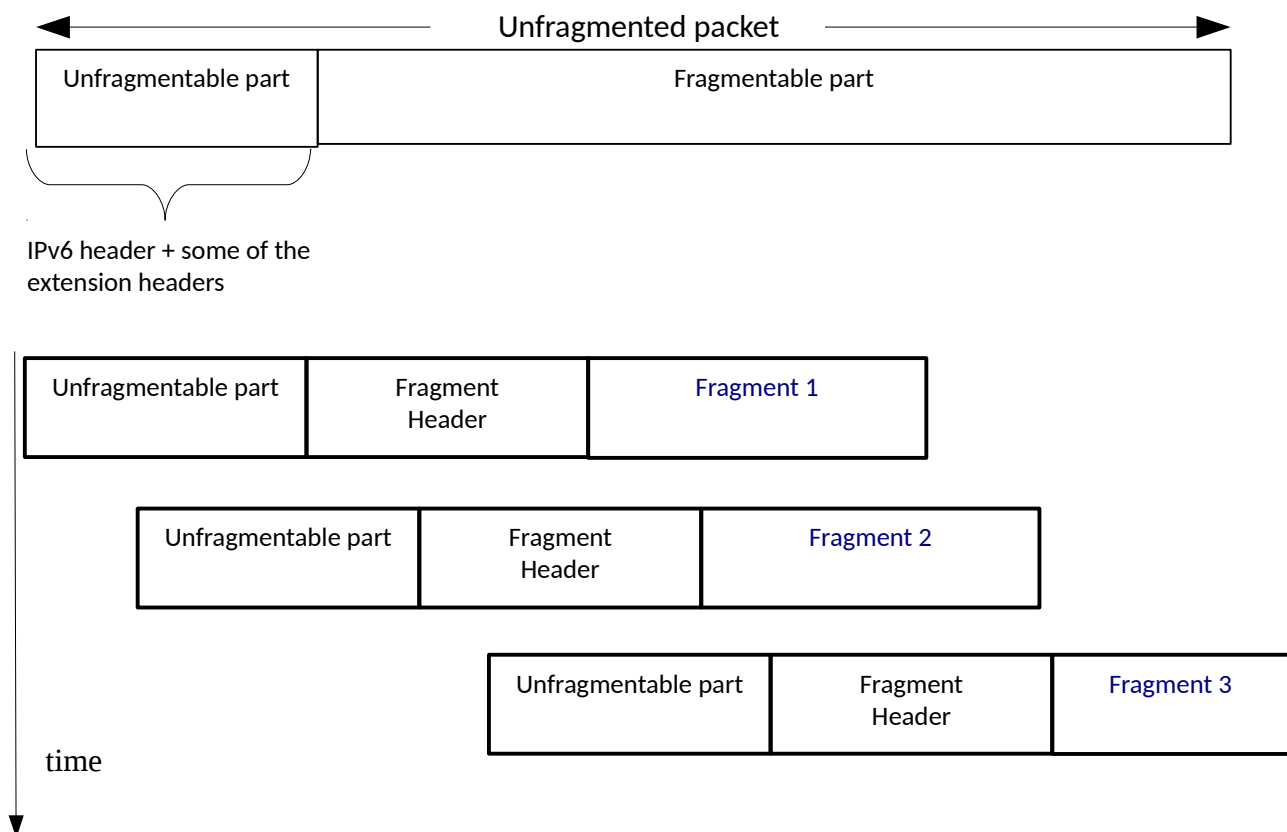 Unfragmented packet
Unfragmentable part
Fragmentable part
IPv6 header + some of the
extension headers
Unfragmentable part
Fragment
Header
Fragment 1
Unfragmentable part
Fragment
Header
Fragment 2
Unfragmentable part
Fragment
Header
Fragment 3
time